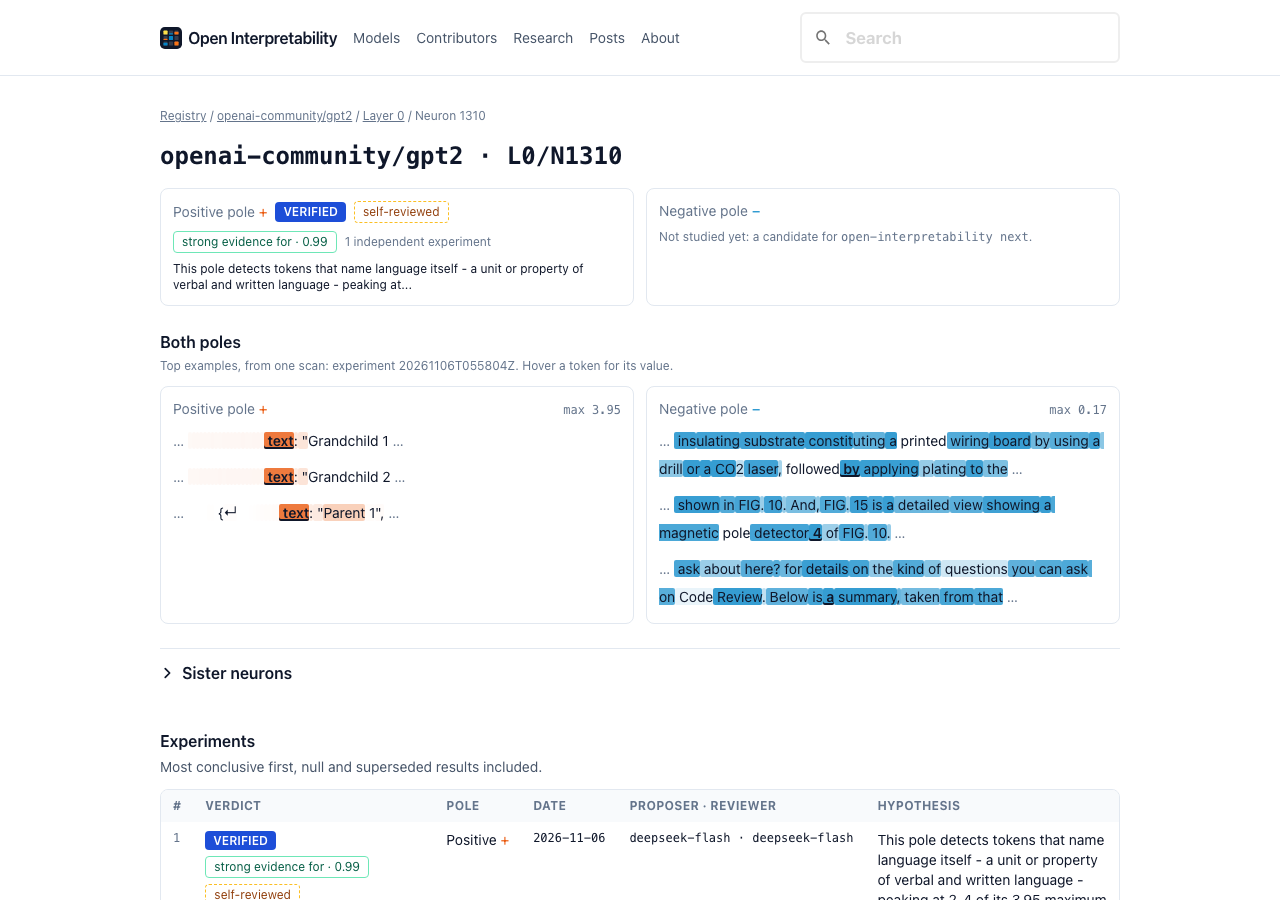 Open Interpretability Models Contributors Research Posts About Search
Registry / openai-community/gpt2 / Layer 0 / Neuron 1310
openai-community/gpt2 · L0/N1310
Positive pole + VERIFIED self-reviewed
strong evidence for · 0.99 1 independent experiment
This pole detects tokens that name language itself - a unit or property of
verbal and written language - peaking at...
Negative pole −
Not studied yet: a candidate for open-interpretability next.
Both poles
Top examples, from one scan: experiment 20261106T055804Z. Hover a token for its value.
Positive pole + max 3.95
... text: "Grandchild 1 ...
... text: "Grandchild 2 ...
... {↵ text: "Parent 1", ...
Negative pole − max 0.17
... insulating substrate constituting a printed wiring board by using a
drill or a CO2 laser, followed by applying plating to the ...
... shown in FIG. 10. And, FIG. 15 is a detailed view showing a
magnetic pole detector 4 of FIG. 10. ...
... ask about here? for details on the kind of questions you can ask
on Code Review. Below is a summary, taken from that ...
Sister neurons
Experiments
Most conclusive first, null and superseded results included.
# VERDICT POLE DATE PROPOSER · REVIEWER HYPOTHESIS
1 VERIFIED Positive + 2026-11-06 deepseek-flash · deepseek-flash This pole detects tokens that name
strong evidence for · 0.99 language itself - a unit or property
of verbal and written language -
self-reviewed peaking at 2.4 of its 3.95 maximum